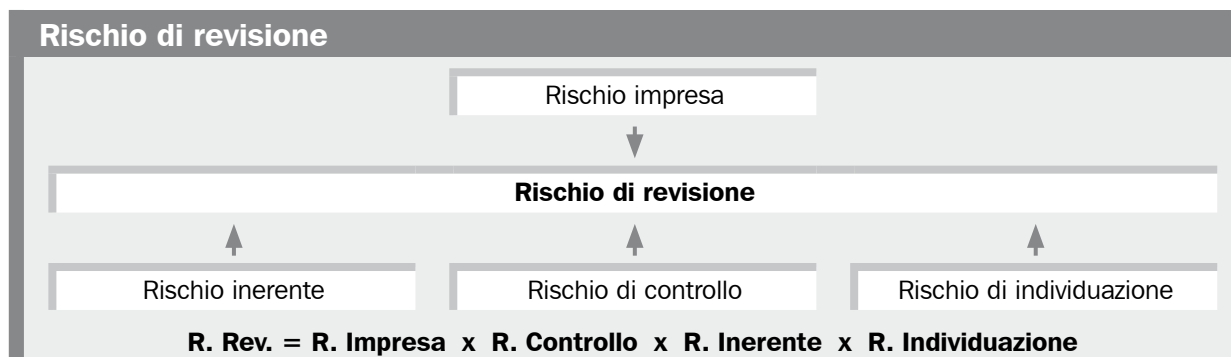 Rischio di revisione
Rischio impresa
Rischio di revisione
Rischio inerente
Rischio di controllo
Rischio di individuazione
R. Rev. = R. Impresa x R. Controllo x R. Inerente x R. Individuazione